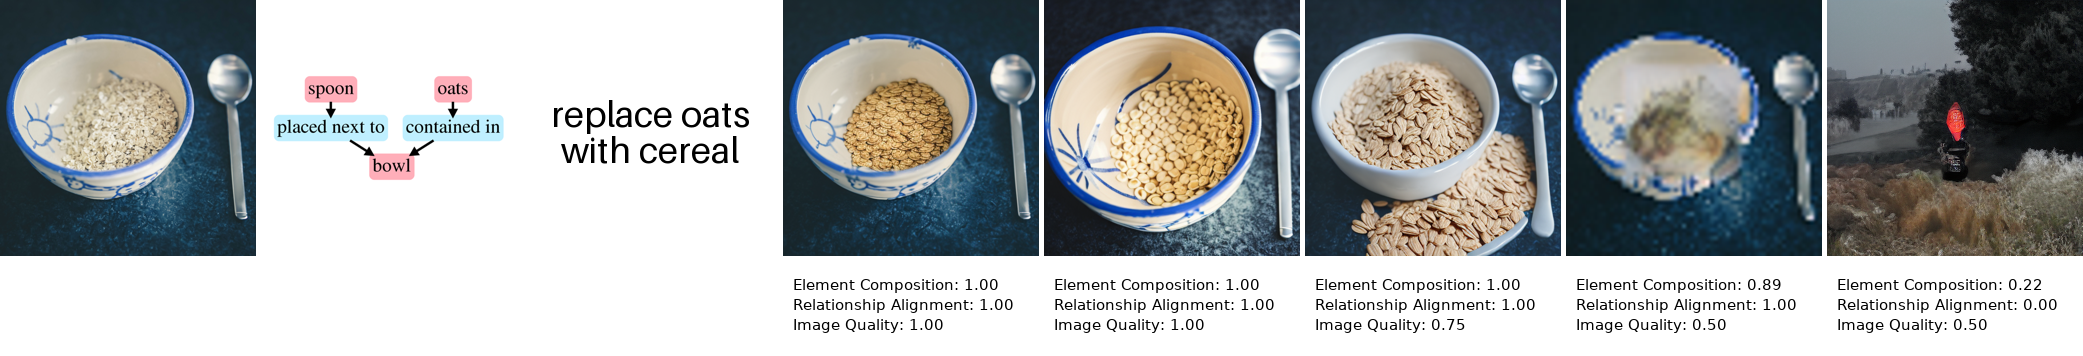 spoon
oats
placed next to
contained in
bowl
replace oats
with cereal
Element Composition: 1.00
Relationship Alignment: 1.00
Image Quality: 1.00
Element Composition: 1.00
Relationship Alignment: 1.00
Image Quality: 1.00
Element Composition: 1.00
Relationship Alignment: 1.00
Image Quality: 0.75
Element Composition: 0.89
Relationship Alignment: 1.00
Image Quality: 0.50
Element Composition: 0.22
Relationship Alignment: 0.00
Image Quality: 0.50